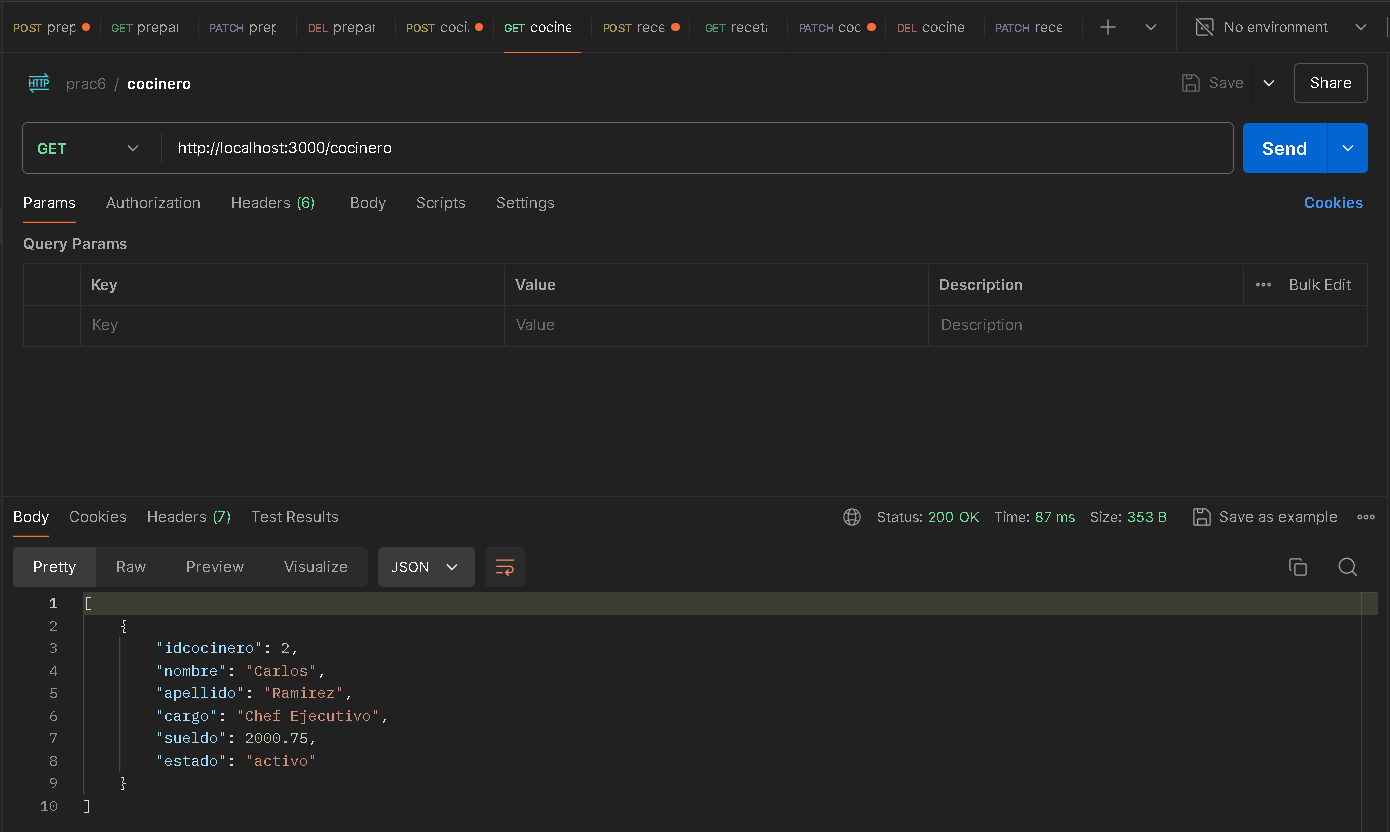 POST prep GET prepar PATCH prep DEL prepar POST coci. GET cocine POST rece GET recet PATCH coc DEL cocine PATCH rece No environment
HTTP prac6 / cocinero Save Share
GET http://localhost:3000/cocinero Send
Params Authorization Headers (6) Body Scripts Settings Cookies
Query Params
Key Value Description ••• Bulk Edit
Key Value Description
Body Cookies Headers (7) Test Results Status: 200 OK Time: 87 ms Size: 353 B Save as example
Pretty Raw Preview Visualize JSON
1 [
2 {
3 "idcocinero": 2,
4 "nombre": "Carlos",
5 "apellido": "Ramirez",
6 "cargo": "Chef Ejecutivo",
7 "sueldo": 2000.75,
8 "estado": "activo"
9 }
10 ]